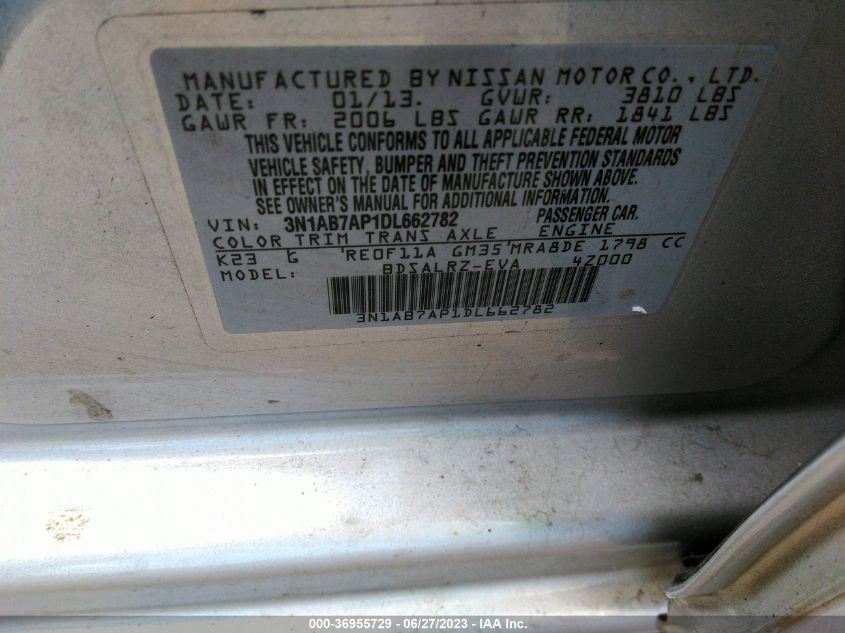 MANUFACTURED BY NISSAN MOTOR CO., LTD.
DATE: 01/13. GVWR: 3810 LBS
GAWR FR: 2006 LBS GAWR RR: 1841 LBS
THIS VEHICLE CONFORMS TO ALL APPLICABLE FEDERAL MOTOR
VEHICLE SAFETY, BUMPER AND THEFT PREVENTION STANDARDS
IN EFFECT ON THE DATE OF MANUFACTURE SHOWN ABOVE.
SEE OWNER'S MANUAL FOR ADDITIONAL INFORMATION.
VIN: 3N1AB7AP1DL662782 PASSENGER CAR.
COLOR TRIM TRANS AXLE ENGINE
K23 G RE0F11A GM35 MRA8DE 1798 CC
MODEL: BDSALRZ-EVA 42000
3N1AB7AP1DL662782
000-36955729 - 06/27/2023 - IAA Inc.